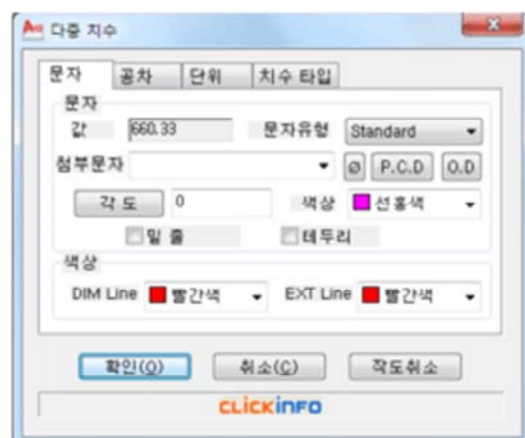 다중 치수
문자 공차 단위 치수 타입
문자
값 660.33 문자유형 Standard
첨부문자 Ø P.C.D O.D
각 도 0 색상 선홍색
밑 줄 테두리
색상
DIM Line 빨간색 EXT Line 빨간색
확인(O) 취소(C) 작도취소
CLICKINFO